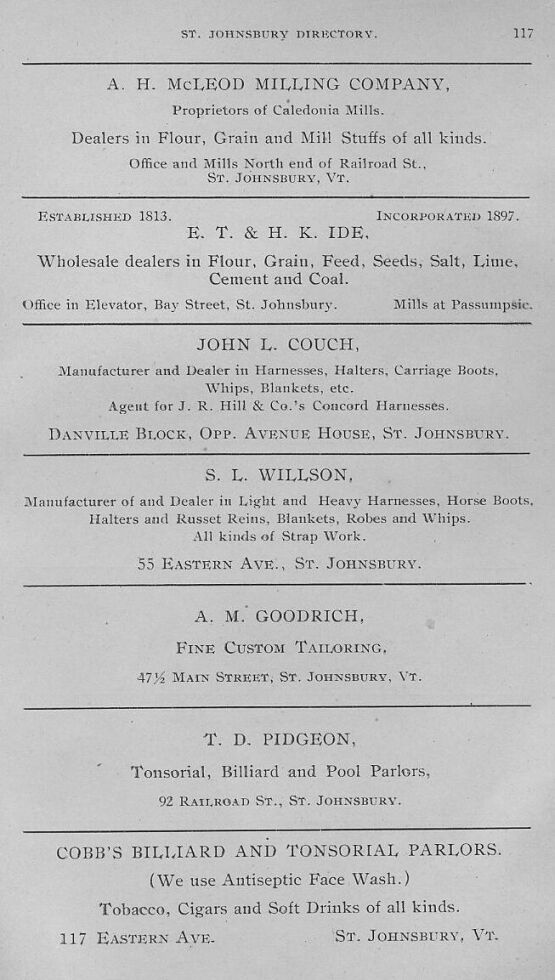 ST. JOHNSBURY DIRECTORY. 117
A. H. McLEOD MILLING COMPANY,
Proprietors of Caledonia Mills.
Dealers in Flour, Grain and Mill Stuffs of all kinds.
Office and Mills North end of Railroad St.,
ST. JOHNSBURY, VT.
ESTABLISHED 1813. INCORPORATED 1897.
E. T. & H. K. IDE,
Wholesale dealers in Flour, Grain, Feed, Seeds, Salt, Lime,
Cement and Coal.
Office in Elevator, Bay Street, St. Johnsbury. Mills at Passumpsic.
JOHN L. COUCH,
Manufacturer and Dealer in Harnesses, Halters, Carriage Boots,
Whips, Blankets, etc.
Agent for J. R. Hill & Co.'s Concord Harnesses.
DANVILLE BLOCK, OPP. AVENUE HOUSE, ST. JOHNSBURY.
S. L. WILLSON,
Manufacturer of and Dealer in Light and Heavy Harnesses, Horse Boots,
Halters and Russet Reins, Blankets, Robes and Whips.
All kinds of Strap Work.
55 EASTERN AVE., ST. JOHNSBURY.
A. M. GOODRICH,
FINE CUSTOM TAILORING,
47½ MAIN STREET, ST. JOHNSBURY, VT.
T. D. PIDGEON,
Tonsorial, Billiard and Pool Parlors,
92 RAILROAD ST., ST. JOHNSBURY.
COBB'S BILLIARD AND TONSORIAL PARLORS.
(We use Antiseptic Face Wash.)
Tobacco, Cigars and Soft Drinks of all kinds.
117 EASTERN AVE. ST. JOHNSBURY, VT.